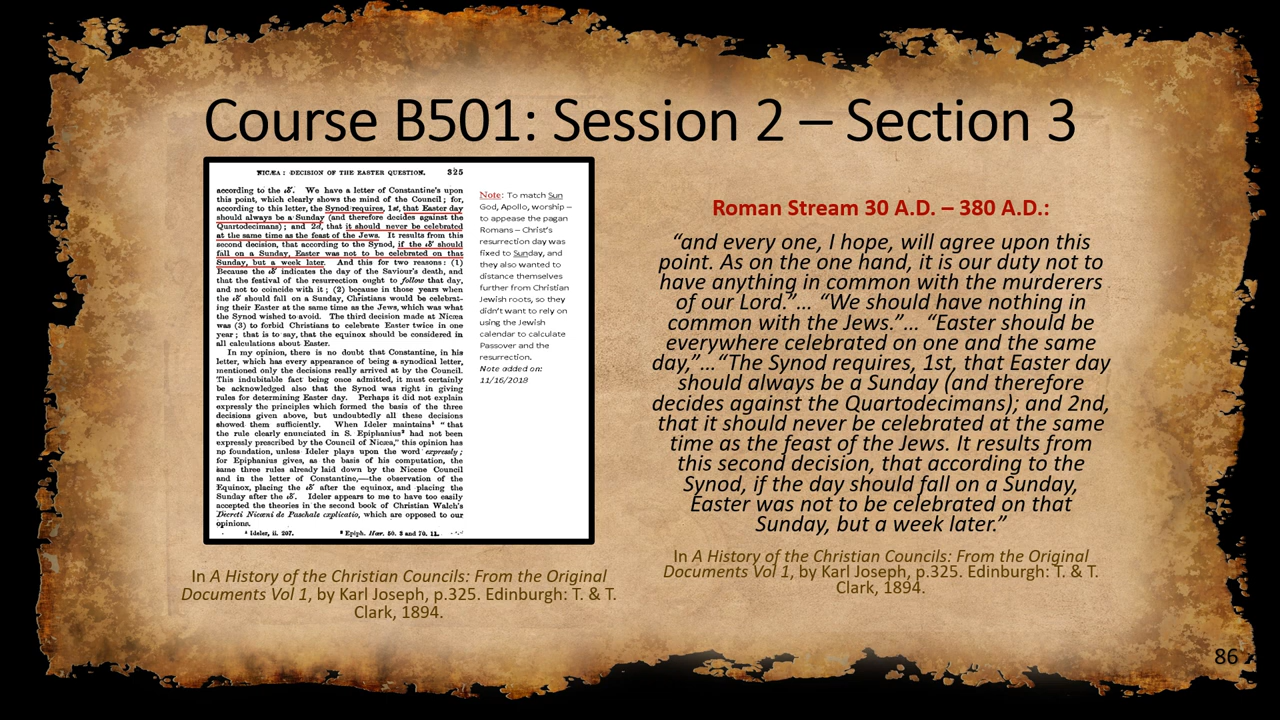 Course B501: Session 2 – Section 3
NICÆA: DECISION OF THE EASTER QUESTION. 325
according to the ιδ'. We have a letter of Constantine's upon
this point, which clearly shows the mind of the Council; for,
according to this letter, the Synod requires, 1st, that Easter day
should always be a Sunday (and therefore decides against the
Quartodecimans); and 2d, that it should never be celebrated
at the same time as the feast of the Jews. It results from this
second decision, that according to the Synod, if the ιδ' should
fall on a Sunday, Easter was not to be celebrated on that
Sunday, but a week later. And this for two reasons: (1)
Because the ιδ' indicates the day of the Saviour's death, and
that the festival of the resurrection ought to follow that day,
and not to coincide with it; (2) because in those years when
the ιδ' should fall on a Sunday, Christians would be celebrat-
ing their Easter at the same time as the Jews, which was what
the Synod wished to avoid. The third decision made at Nicæa
was (3) to forbid Christians to celebrate Easter twice in one
year; that is to say, that the equinox should be considered in
all calculations about Easter.
In my opinion, there is no doubt that Constantine, in his
letter, which has every appearance of being a synodical letter,
mentioned only the decisions really arrived at by the Council.
This indubitable fact being once admitted, it must certainly
be acknowledged also that the Synod was right in giving
rules for determining Easter day. Perhaps it did not explain
expressly the principles which formed the basis of the three
decisions given above, but undoubtedly all these decisions
showed them sufficiently. When Ideler maintains¹ "that
the rule clearly enunciated in S. Epiphanius² had not been
expressly prescribed by the Council of Nicæa," this opinion has
no foundation, unless Ideler plays upon the word expressly;
for Epiphanius gives, as the basis of his computation, the
same three rules already laid down by the Nicene Council
and in the letter of Constantine,—the observation of the
Equinox, placing the ιδ' after the equinox, and placing the
Sunday after the ιδ'. Ideler appears to me to have too easily
accepted the theories in the second book of Christian Walch's
Decreti Nicæni de Paschale explicatio, which are opposed to our
opinions.
¹ Ideler, ii. 207. ² Epiph. Hær. 50. 3 and 70. 11.
Note: To match Sun
God, Apollo, worship –
to appease the pagan
Romans – Christ's
resurrection day was
fixed to Sunday, and
they also wanted to
distance themselves
further from Christian
Jewish roots, so they
didn't want to rely on
using the Jewish
calendar to calculate
Passover and the
resurrection.
Note added on:
11/16/2018
In A History of the Christian Councils: From the Original
Documents Vol 1, by Karl Joseph, p.325. Edinburgh: T. & T.
Clark, 1894.
Roman Stream 30 A.D. – 380 A.D.:
“and every one, I hope, will agree upon this
point. As on the one hand, it is our duty not to
have anything in common with the murderers
of our Lord.”… “We should have nothing in
common with the Jews.”… “Easter should be
everywhere celebrated on one and the same
day,”… “The Synod requires, 1st, that Easter day
should always be a Sunday (and therefore
decides against the Quartodecimans); and 2nd,
that it should never be celebrated at the same
time as the feast of the Jews. It results from
this second decision, that according to the
Synod, if the day should fall on a Sunday,
Easter was not to be celebrated on that
Sunday, but a week later.”
In A History of the Christian Councils: From the Original
Documents Vol 1, by Karl Joseph, p.325. Edinburgh: T. & T.
Clark, 1894.
86